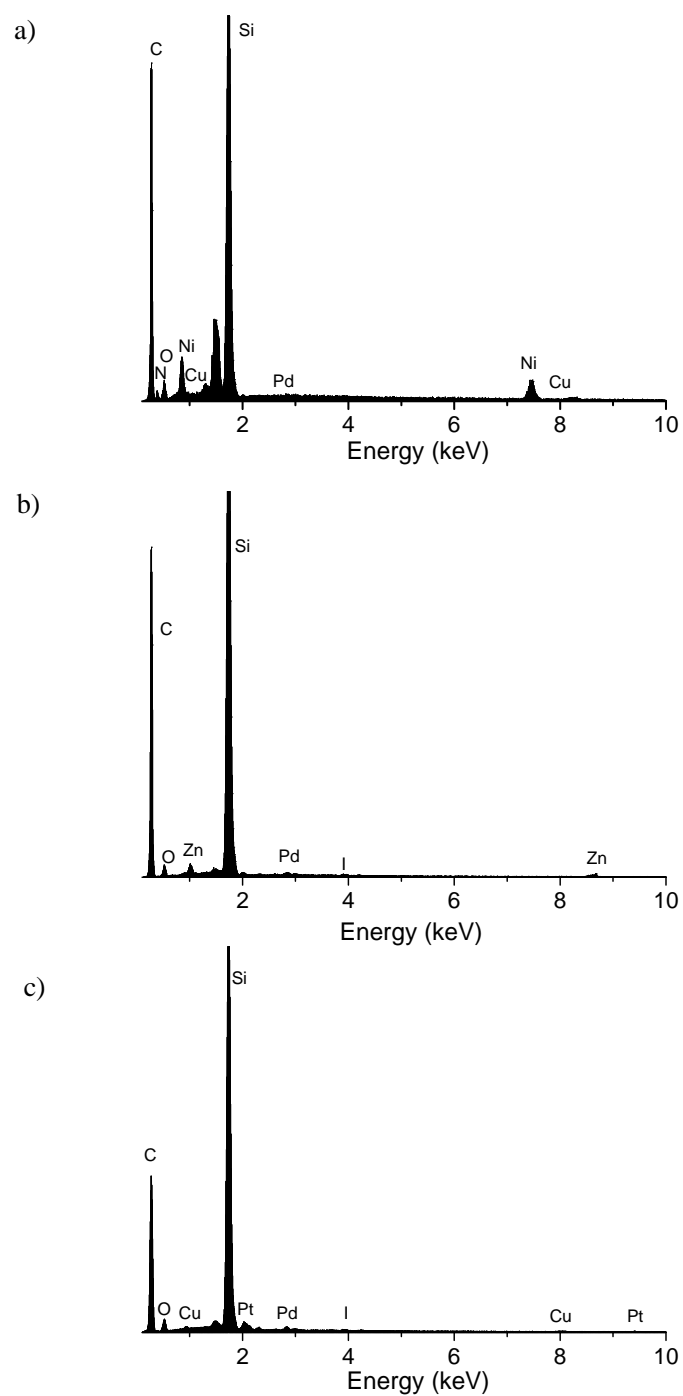 a)
C
Si
O
Ni
N
Cu
Pd
Ni
Cu
2 4 6 8 10
Energy (keV)
b)
Si
C
O
Zn
Pd
I
Zn
2 4 6 8 10
Energy (keV)
c)
Si
C
O
Cu
Pt
Pd
I
Cu
Pt
2 4 6 8 10
Energy (keV)